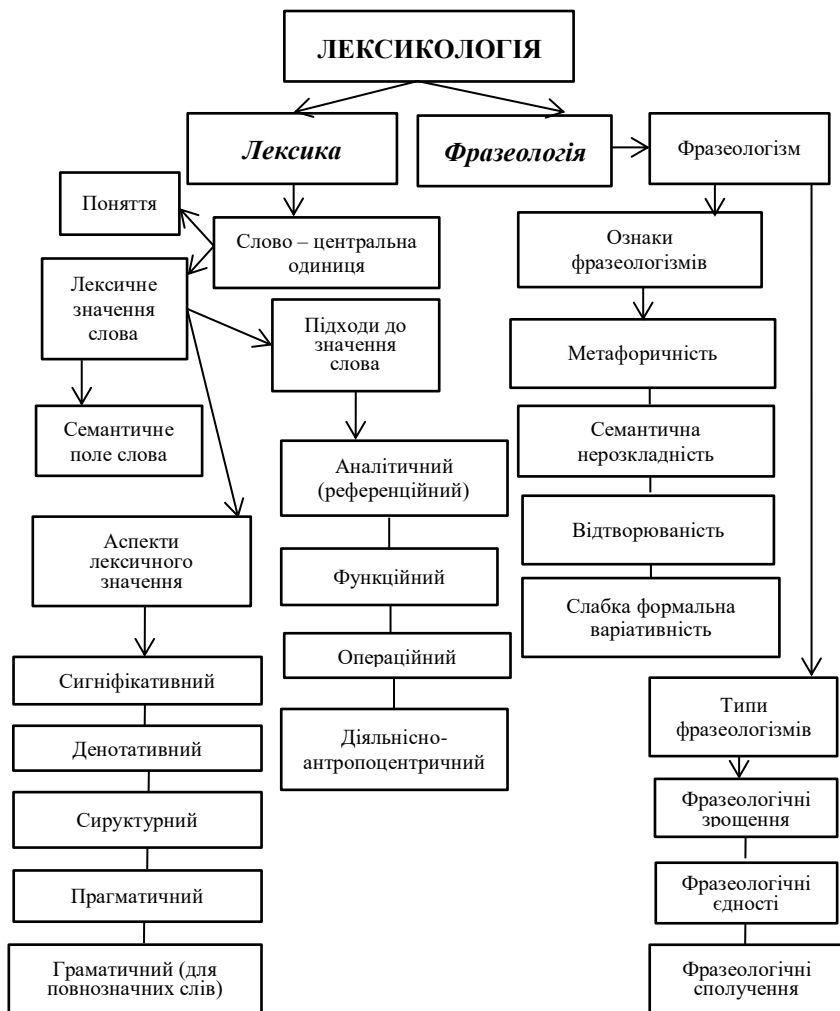 ЛЕКСИКОЛОГІЯ
Лексика
Фразеологія
Фразеологізм
Поняття
Слово – центральна
одиниця
Ознаки
фразеологізмів
Лексичне
значення
слова
Підходи до
значення
слова
Метафоричність
Семантичне
поле слова
Семантична
нерозкладність
Аналітичний
(референційний)
Відтворюваність
Аспекти
лексичного
значення
Функційний
Слабка формальна
варіативність
Операційний
Сигніфікативний
Типи
фразеологізмів
Денотативний
Діяльнісно-
антропоцентричний
Фразеологічні
зрощення
Сируктурний
Прагматичний
Фразеологічні
єдності
Граматичний (для
повнозначних слів)
Фразеологічні
сполучення